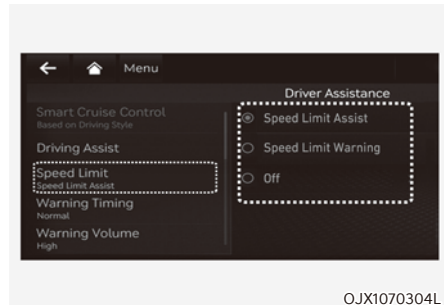 Menu
Driver Assistance
Smart Cruise Control
Based on Driving Style
Driving Assist
Speed Limit
Speed Limit Assist
Warning Timing
Normal
Warning Volume
High
Speed Limit Assist
Speed Limit Warning
Off
OJX1070304L